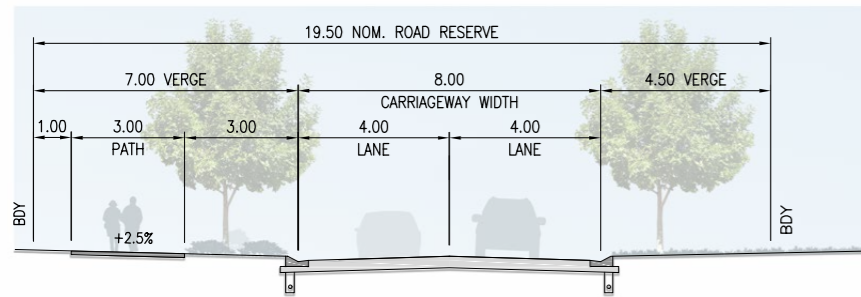 19.50 NOM. ROAD RESERVE
7.00 VERGE
8.00
4.50 VERGE
CARRIAGEWAY WIDTH
1.00
3.00
3.00
4.00
4.00
PATH
LANE
LANE
BDY
BDY
+2.5%